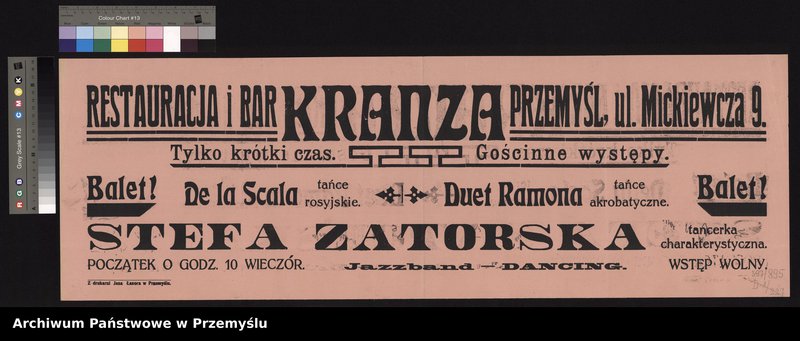 Colour Chart #13
Grey Scale #13
R G B C M Y K
RESTAURACJA i BAR KRANZA PRZEMYŚL, ul. Mickiewcza 9.
Tylko krótki czas. Gościnne występy.
Balet! De la Scala tańce rosyjskie. Duet Ramona tańce akrobatyczne. Balet!
STEFA ZATORSKA tancerka charakterystyczna.
POCZĄTEK O GODZ. 10 WIECZÓR. Jazzband — DANCING. WSTĘP WOLNY.
Z drukarni Jana Łazora w Przemyślu.
Archiwum Państwowe w Przemyślu